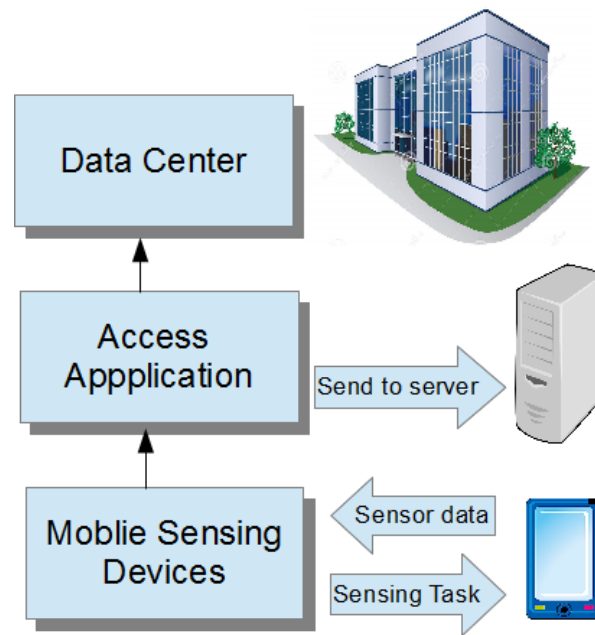 Data Center
Access
Appplication
Send to server
Moblie Sensing
Devices
Sensor data
Sensing Task